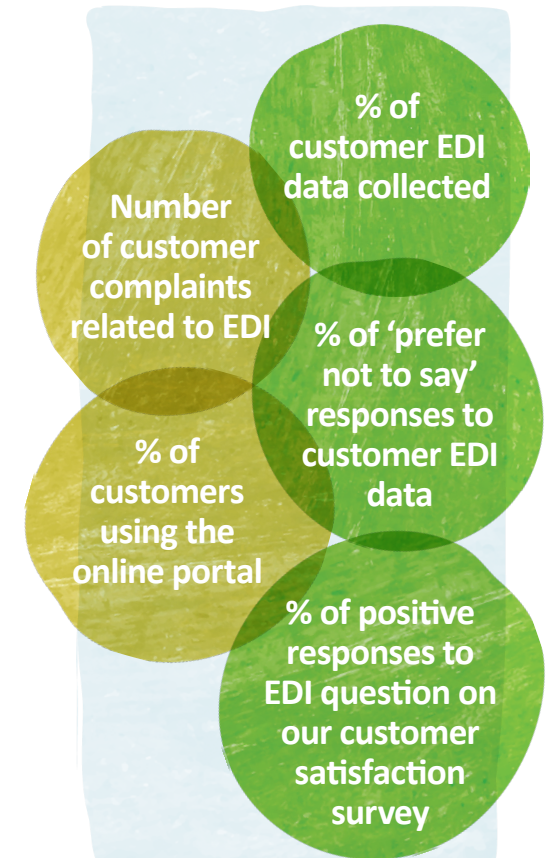 % of
customer EDI
data collected
Number
of customer
complaints
related to EDI
% of ‘prefer
not to say’
responses to
customer EDI
data
% of
customers
using the
online portal
% of positive
responses to
EDI question on
our customer
satisfaction
survey